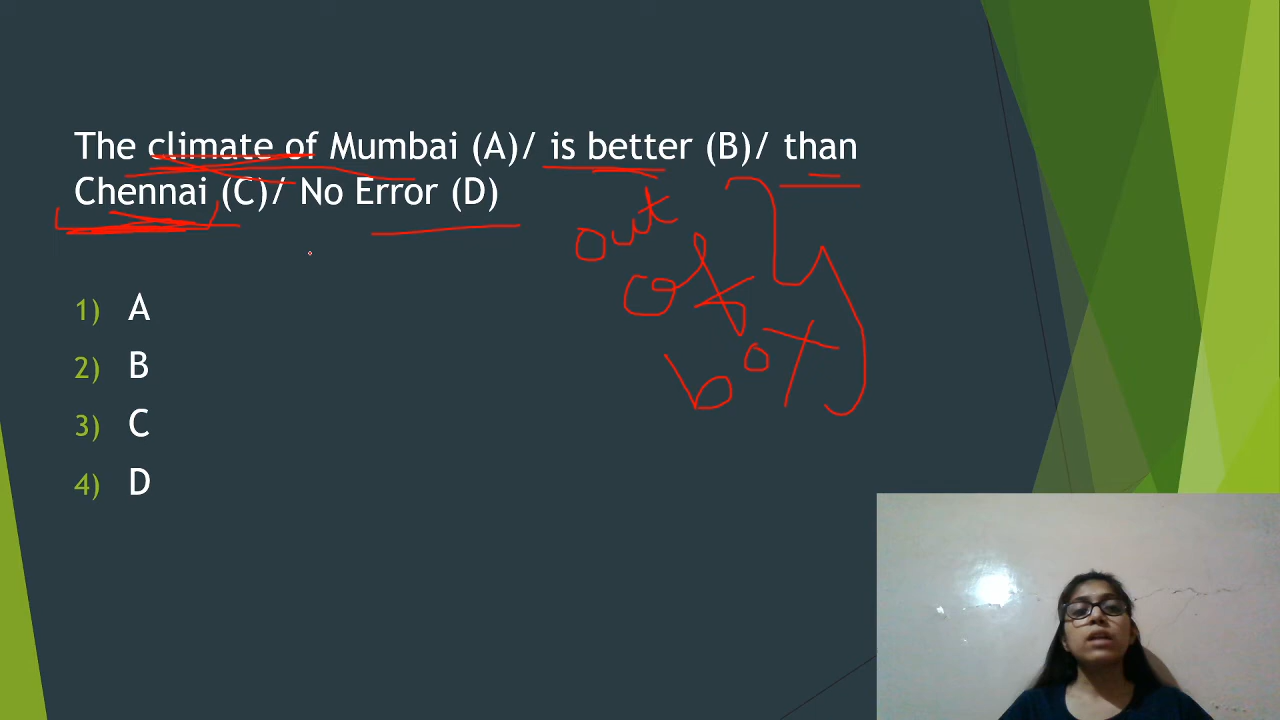 The climate of Mumbai (A)/ is better (B)/ than
Chennai (C)/ No Error (D)
out
of
box
1) A
2) B
3) C
4) D